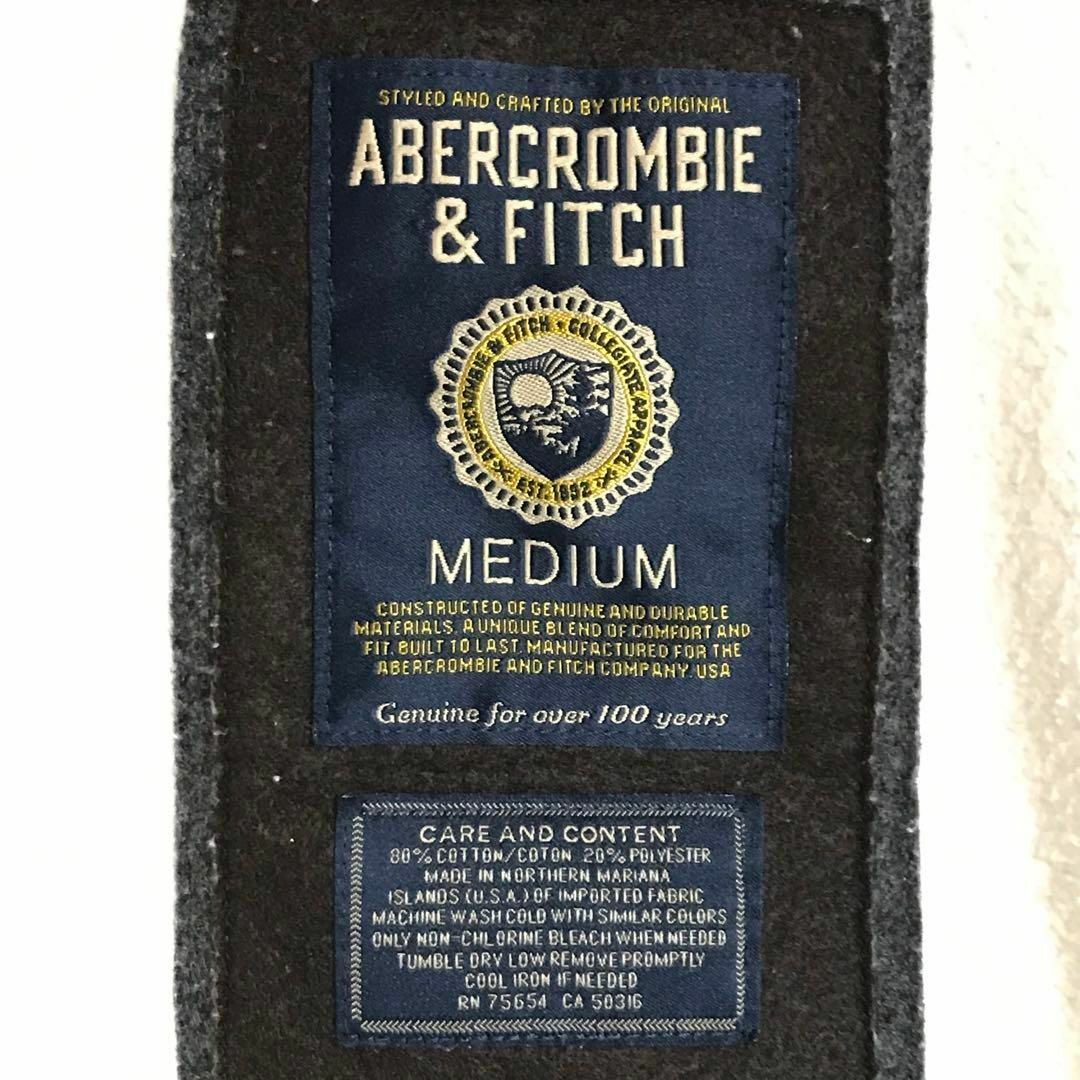 STYLED AND CRAFTED BY THE ORIGINAL
ABERCROMBIE
& FITCH
ABERCROMBIE & FITCH • COLLEGIATE APPAREL
EST. 1892
MEDIUM
CONSTRUCTED OF GENUINE AND DURABLE
MATERIALS. A UNIQUE BLEND OF COMFORT AND
FIT. BUILT TO LAST. MANUFACTURED FOR THE
ABERCROMBIE AND FITCH COMPANY. USA
Genuine for over 100 years
CARE AND CONTENT
80% COTTON/COTON 20% POLYESTER
MADE IN NORTHERN MARIANA
ISLANDS (U.S.A.) OF IMPORTED FABRIC
MACHINE WASH COLD WITH SIMILAR COLORS
ONLY NON-CHLORINE BLEACH WHEN NEEDED
TUMBLE DRY LOW REMOVE PROMPTLY
COOL IRON IF NEEDED
RN 75654 CA 50316